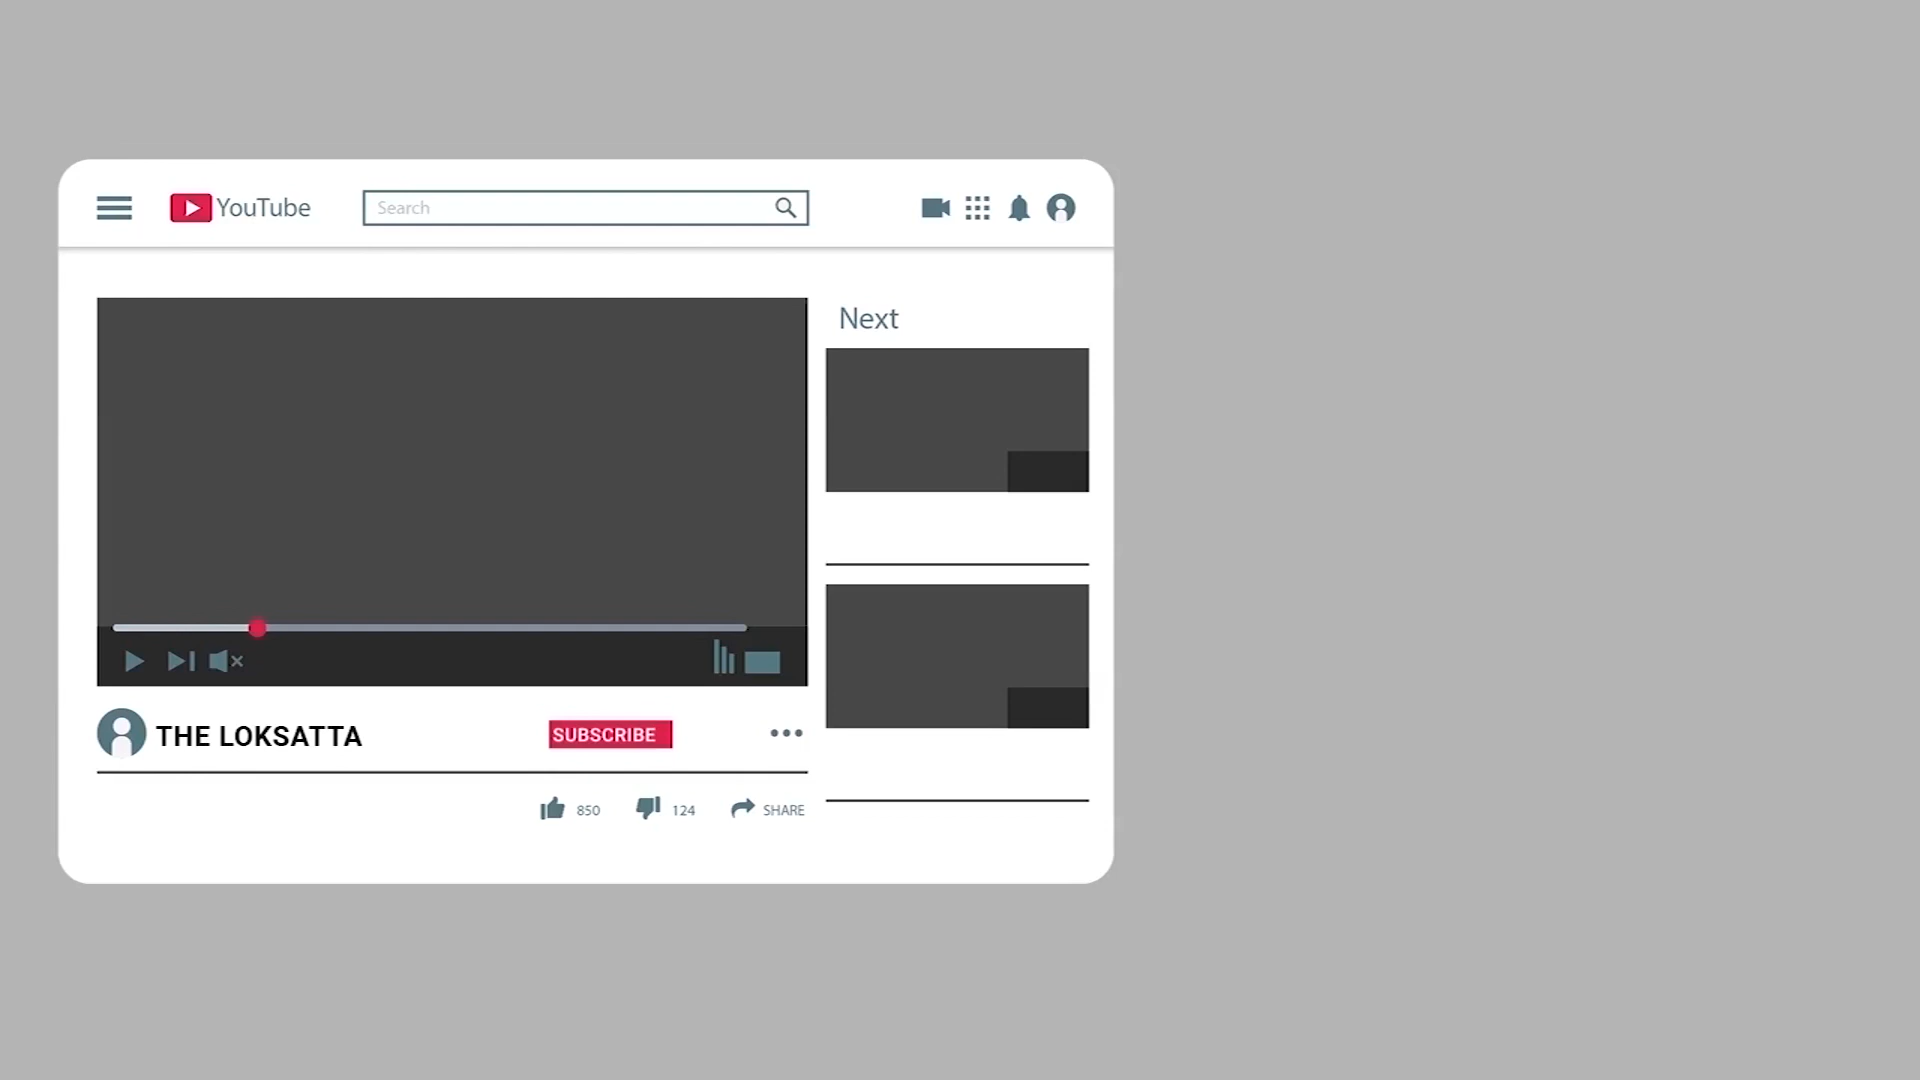 YouTube
Search
Next
THE LOKSATTA
SUBSCRIBE
850
124
SHARE